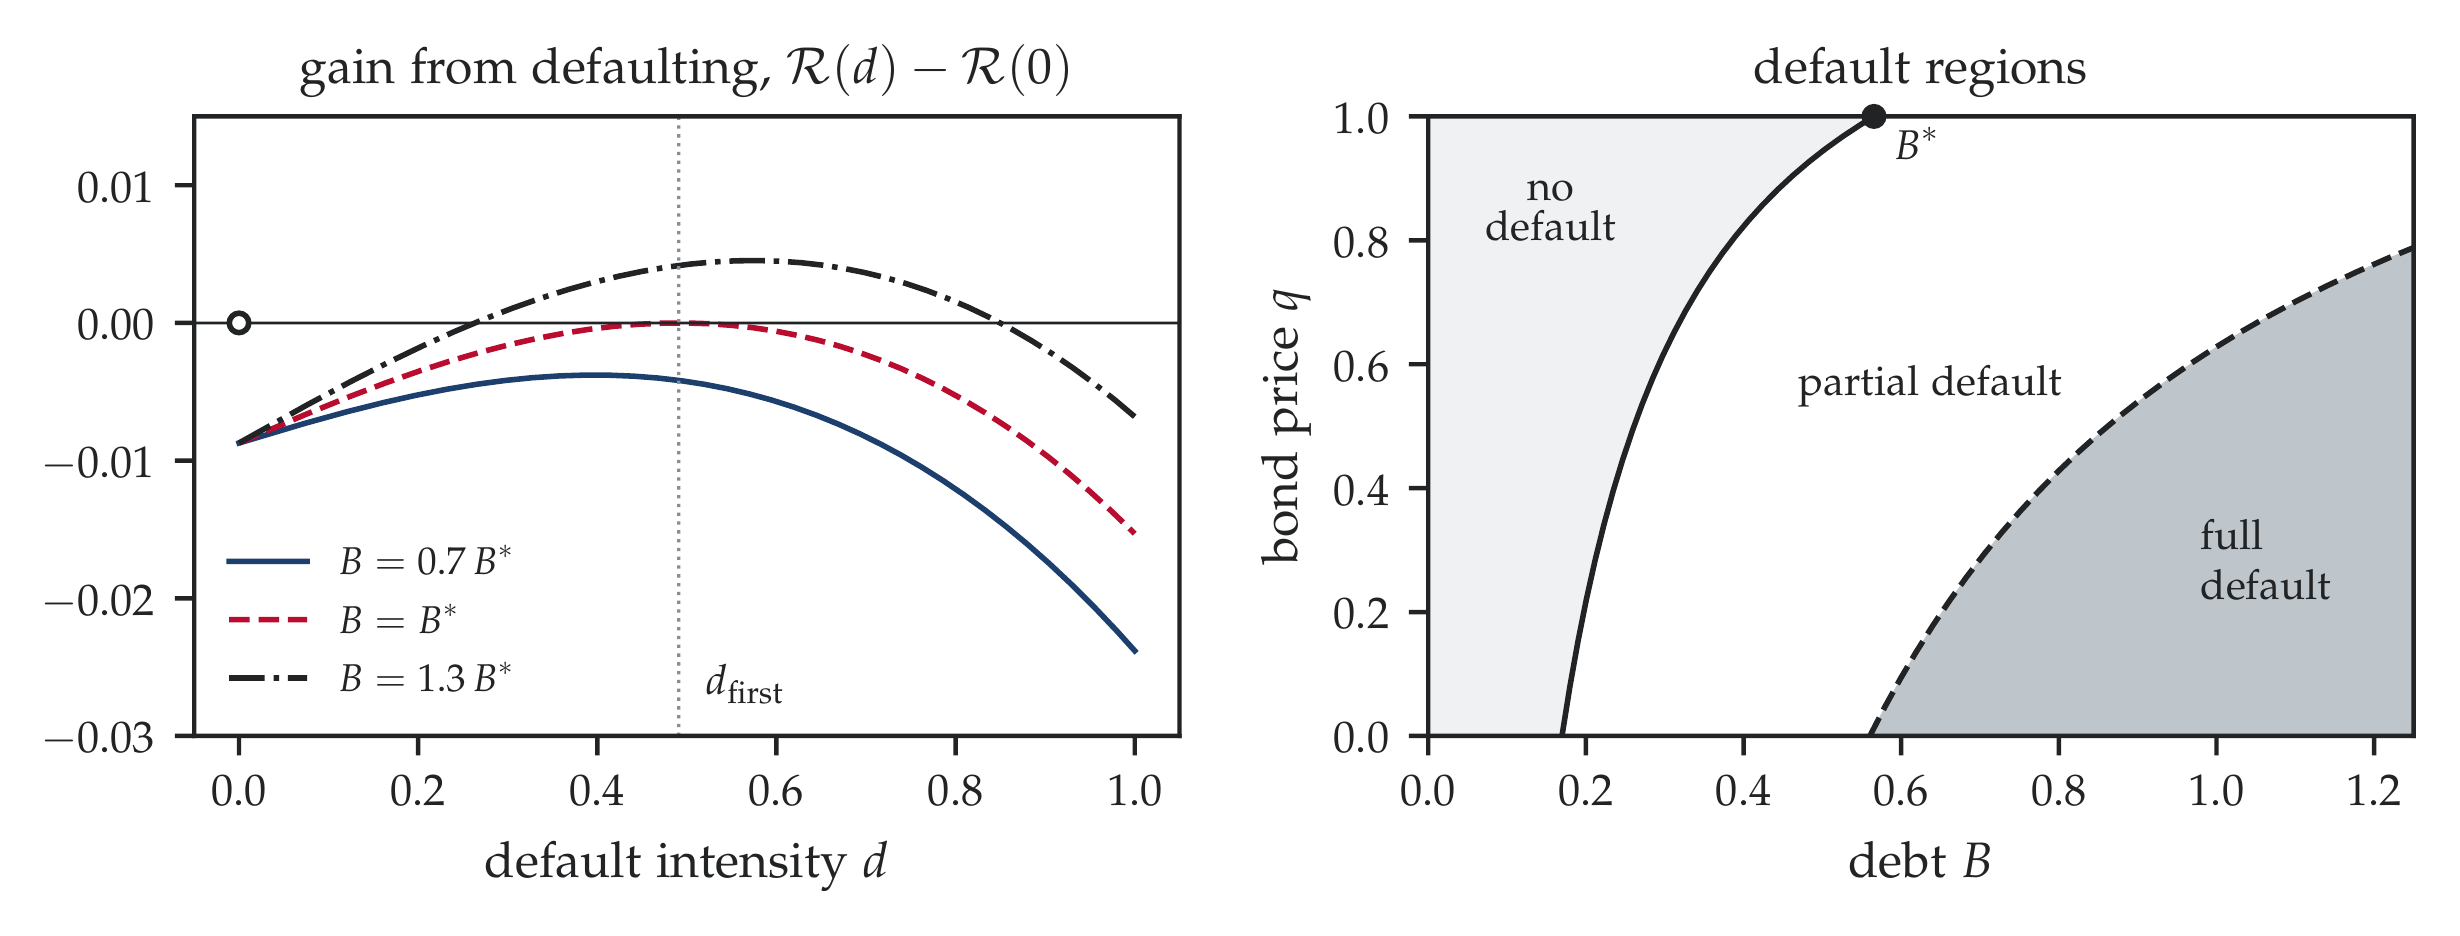 gain from defaulting, ℛ(d) − ℛ(0)
0.01
0.00
−0.01
−0.02
−0.03
B = 0.7 B*
B = B*
B = 1.3 B*
d_first
0.0 0.2 0.4 0.6 0.8 1.0
default intensity d
default regions
bond price q
1.0
0.8
0.6
0.4
0.2
0.0
B*
no
default
partial default
full
default
0.0 0.2 0.4 0.6 0.8 1.0 1.2
debt B